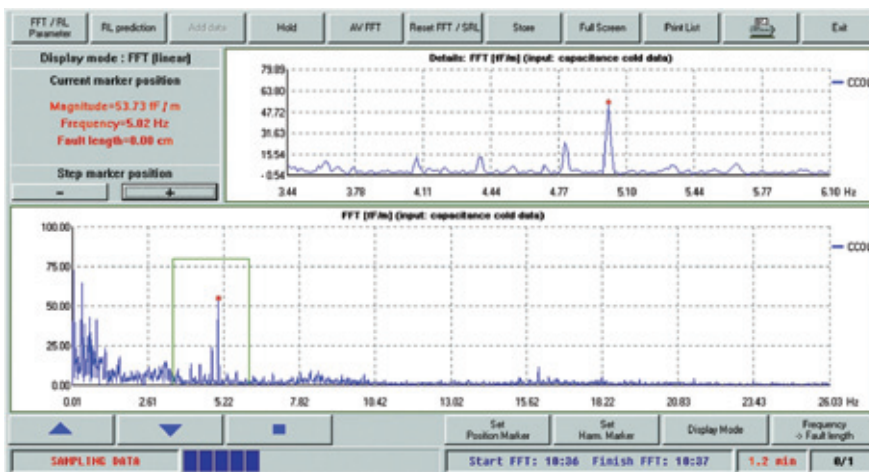 FFT / RL Parameter RL prediction Add data Hold AV FFT Reset FFT / SRL Store Full Screen Print List Exit
Display mode : FFT (linear)
Current marker position
Magnitude=53.73 fF / m
Frequency=5.02 Hz
Fault length=0.00 cm
Step marker position
- +
Details: FFT [fF/m] (input: capacitance cold data)
79.09
63.80
47.72
31.63
15.54
-0.54
3.44 3.78 4.11 4.44 4.77 5.10 5.44 5.77 6.10 Hz
FFT [fF/m] (input: capacitance cold data)
100.00
75.00
50.00
25.00
0.00
0.01 2.61 5.22 7.82 10.42 13.02 15.62 18.22 20.83 23.43 26.03 Hz
Set Position Marker Set Harm. Marker Display Mode Frequency -> Fault length
SAMPLING DATA Start FFT: 10:36 Finish FFT: 10:37 1.2 min 0/1